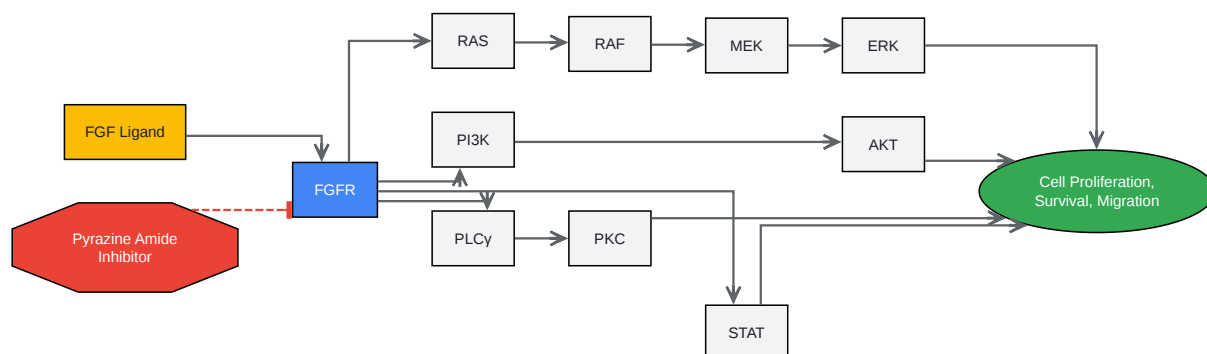 RAS
RAF
MEK
ERK
FGF Ligand
PI3K
AKT
FGFR
Cell Proliferation,
Survival, Migration
Pyrazine Amide
Inhibitor
PLCγ
PKC
STAT